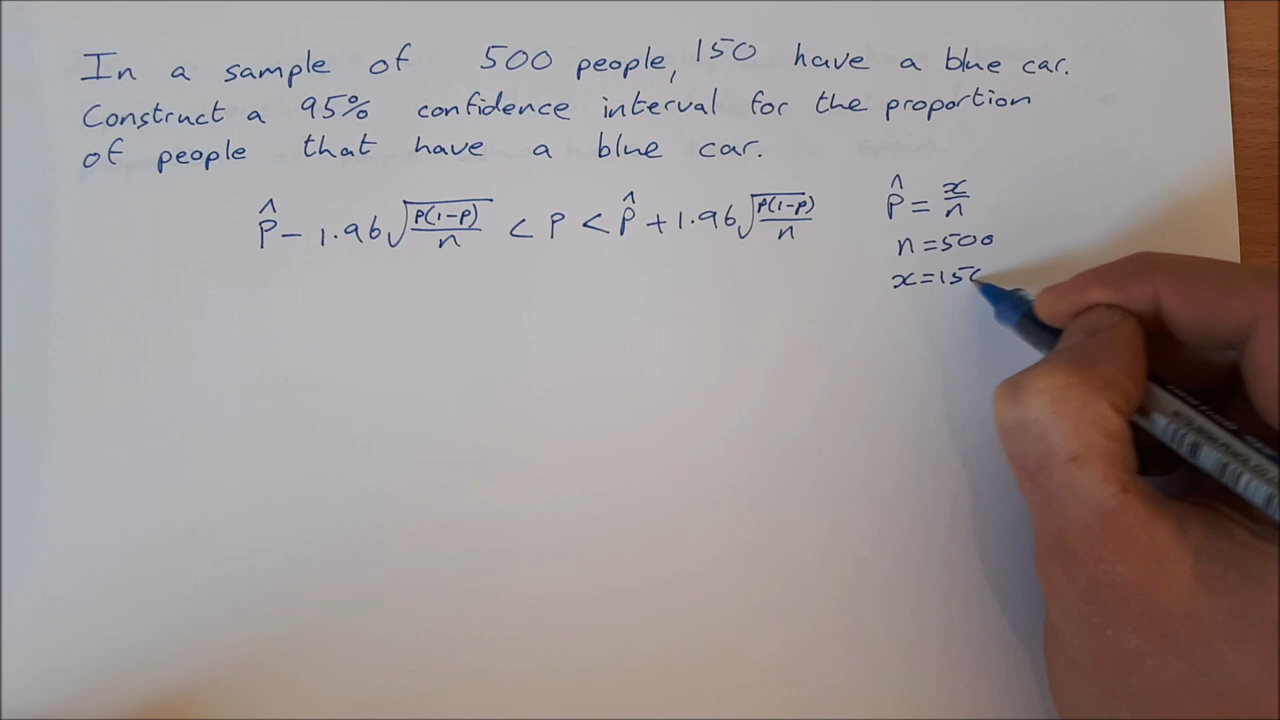 In a sample of 500 people, 150 have a blue car.
Construct a 95% confidence interval for the proportion
of people that have a blue car.
p̂ - 1.96√(p(1-p)/n) < p < p̂ + 1.96√(p(1-p)/n)
p̂ = x/n
n=500
x=150